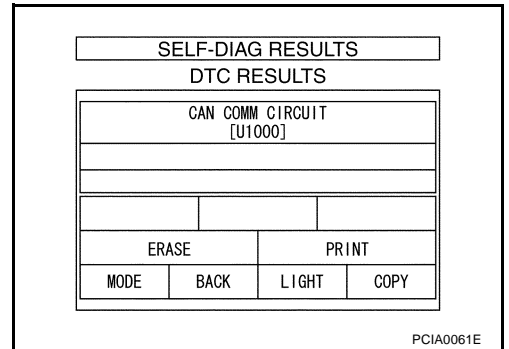 SELF-DIAG RESULTS
DTC RESULTS
CAN COMM CIRCUIT
[U1000]
ERASE PRINT
MODE BACK LIGHT COPY
PCIA0061E